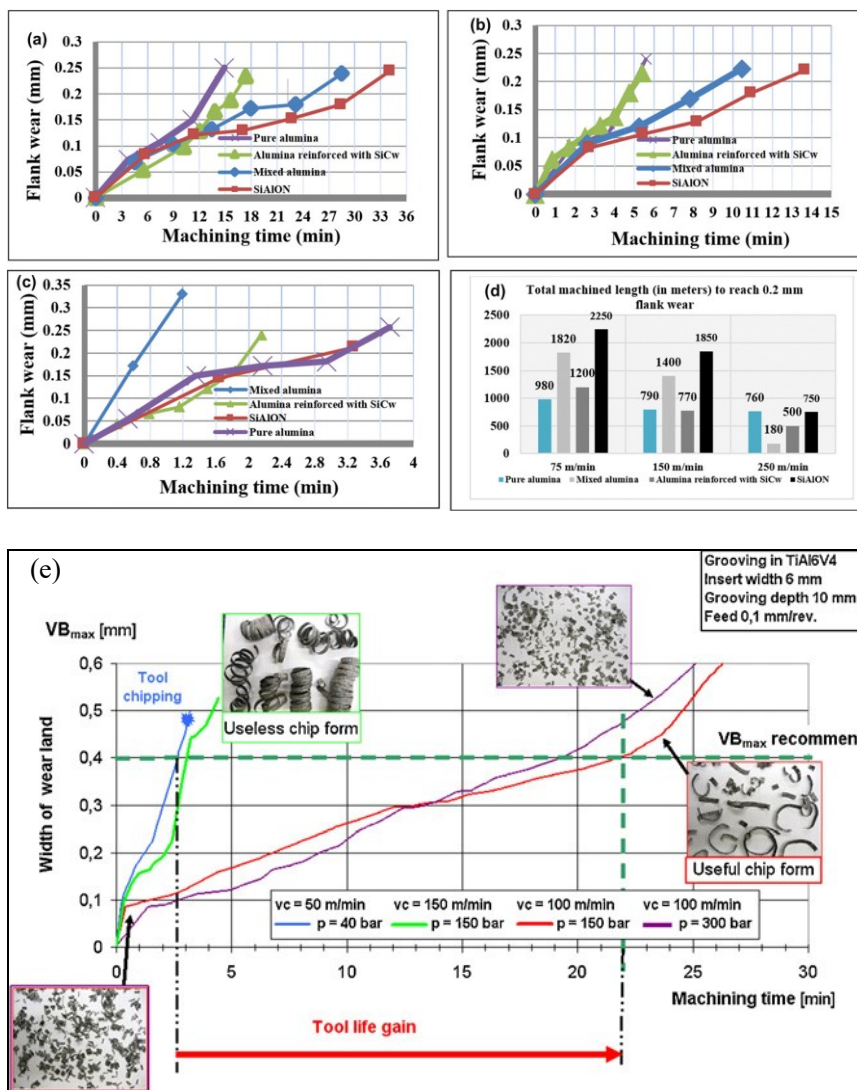 (a)
Flank wear (mm)
0.3
0.25
0.2
0.15
0.1
0.05
0
0 3 6 9 12 15 18 21 24 27 30 33 36
Machining time (min)
Pure alumina
Alumina reinforced with SiCw
Mixed alumina
SiAlON
(b)
Flank wear (mm)
0.3
0.25
0.2
0.15
0.1
0.05
0
0 1 2 3 4 5 6 7 8 9 10 11 12 13 14 15
Machining time (min)
Pure alumina
Alumina reinforced with SiCw
Mixed alumina
SiAlON
(c)
Flank wear (mm)
0.35
0.3
0.25
0.2
0.15
0.1
0.05
0
0 0.4 0.8 1.2 1.6 2 2.4 2.8 3.2 3.6 4
Machining time (min)
Mixed alumina
Alumina reinforced with SiCw
SiAlON
Pure alumina
(d)
Total machined length (in meters) to reach 0.2 mm
flank wear
2500
2000
1500
1000
500
0
980 1820 1200 2250
790 1400 770 1850
760 180 500 750
75 m/min 150 m/min 250 m/min
Pure alumina Mixed alumina Alumina reinforced with SiCw SiAlON
(e)
Grooving in TiAl6V4
Insert width 6 mm
Grooving depth 10 mm
Feed 0,1 mm/rev.
VBmax [mm]
Width of wear land
0,6
0,5
0,4
0,3
0,2
0,1
0
Tool
chipping
Useless chip form
VBmax recommen
Useful chip form
vc = 50 m/min vc = 150 m/min vc = 100 m/min vc = 100 m/min
p = 40 bar p = 150 bar p = 150 bar p = 300 bar
0 5 10 15 20 25 30
Machining time [min]
Tool life gain